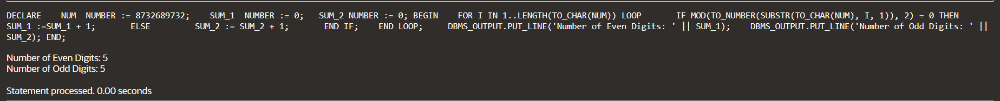 DECLARE    NUM  NUMBER := 8732689732;    SUM_1  NUMBER := 0;   SUM_2 NUMBER := 0; BEGIN    FOR I IN 1..LENGTH(TO_CHAR(NUM)) LOOP       IF MOD(TO_NUMBER(SUBSTR(TO_CHAR(NUM), I, 1)), 2) = 0 THEN
SUM_1 :=SUM_1 + 1;       ELSE         SUM_2 := SUM_2 + 1;       END IF;    END LOOP;     DBMS_OUTPUT.PUT_LINE('Number of Even Digits: ' || SUM_1);    DBMS_OUTPUT.PUT_LINE('Number of Odd Digits: ' ||
SUM_2); END;
Number of Even Digits: 5
Number of Odd Digits: 5
Statement processed. 0.00 seconds